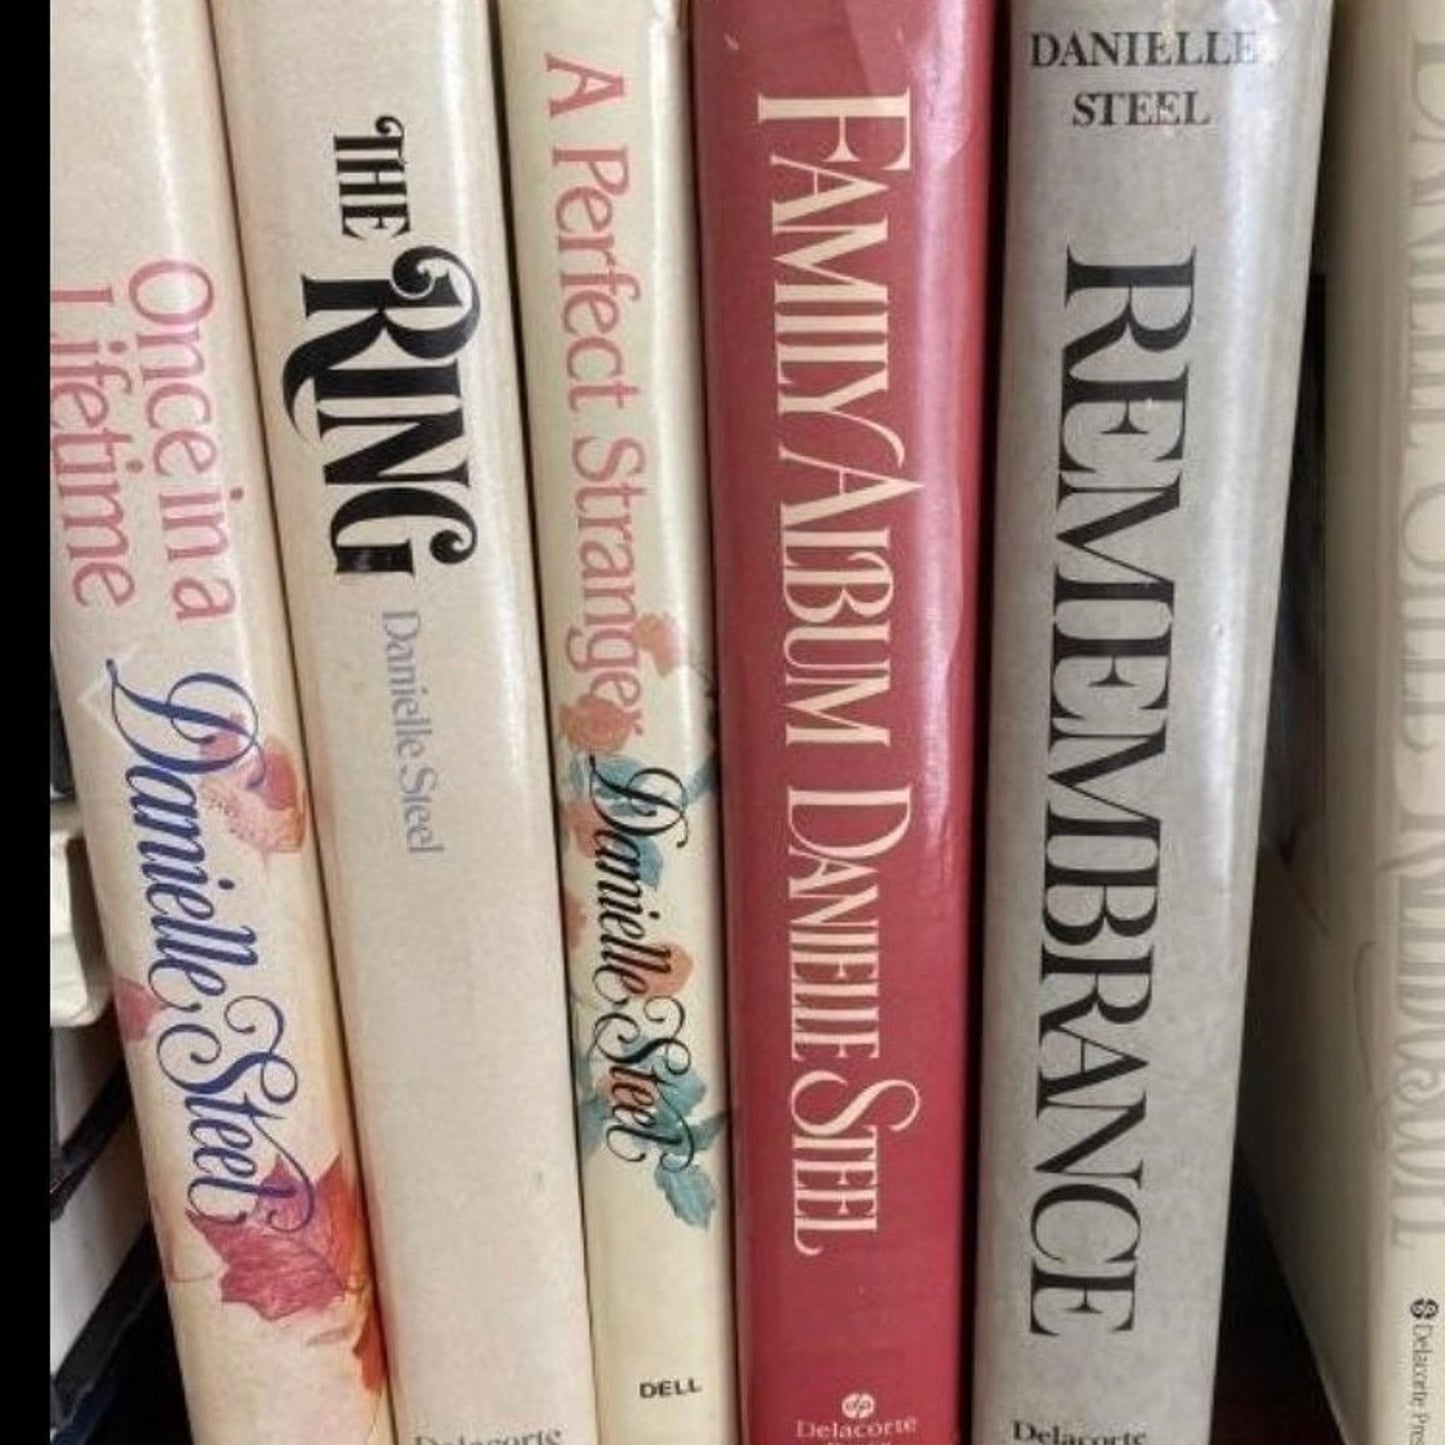 Once in a
Lifetime
Danielle Steel
THE
RING
Danielle Steel
Delacorte
A Perfect Stranger
Danielle Steel
DELL
FAMILY ALBUM DANIELLE STEEL
Delacorte
DANIELLE
STEEL
REMEMBRANCE
Delacorte
Delacorte Press